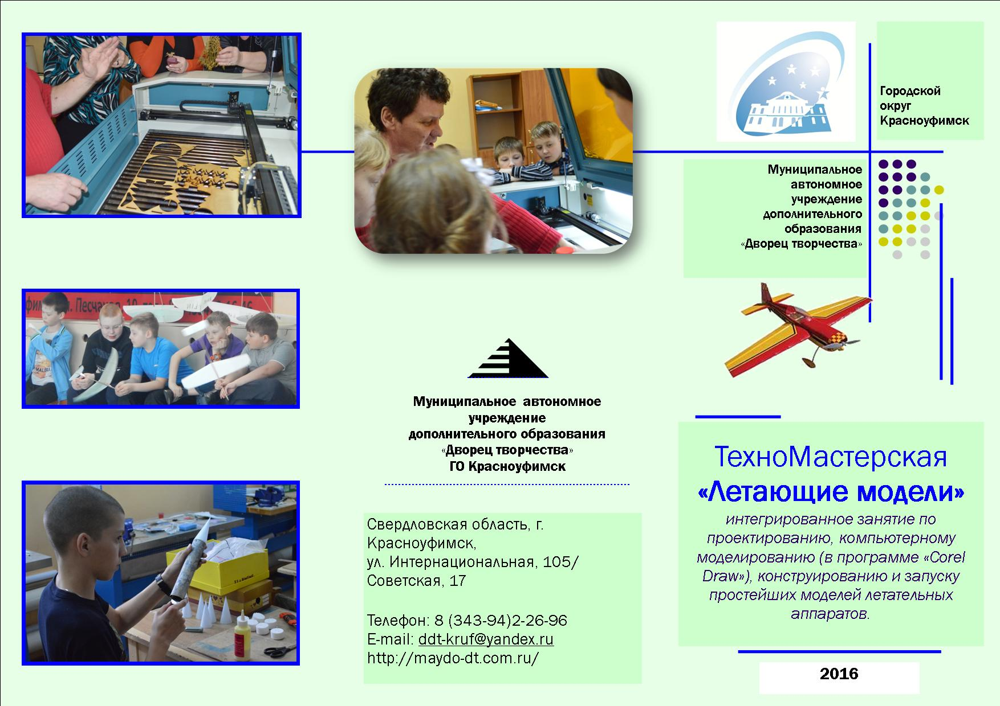 Городской
округ
Красноуфимск
Муниципальное
автономное
учреждение
дополнительного
образования
«Дворец творчества»
Муниципальное автономное
учреждение
дополнительного образования
«Дворец творчества»
ГО Красноуфимск
Свердловская область, г.
Красноуфимск,
ул. Интернациональная, 105/
Советская, 17
Телефон: 8 (343-94)2-26-96
E-mail: ddt-kruf@yandex.ru
http://maydo-dt.com.ru/
ТехноМастерская
«Летающие модели»
интегрированное занятие по
проектированию, компьютерному
моделированию (в программе «Corel
Draw»), конструированию и запуску
простейших моделей летательных
аппаратов.
2016